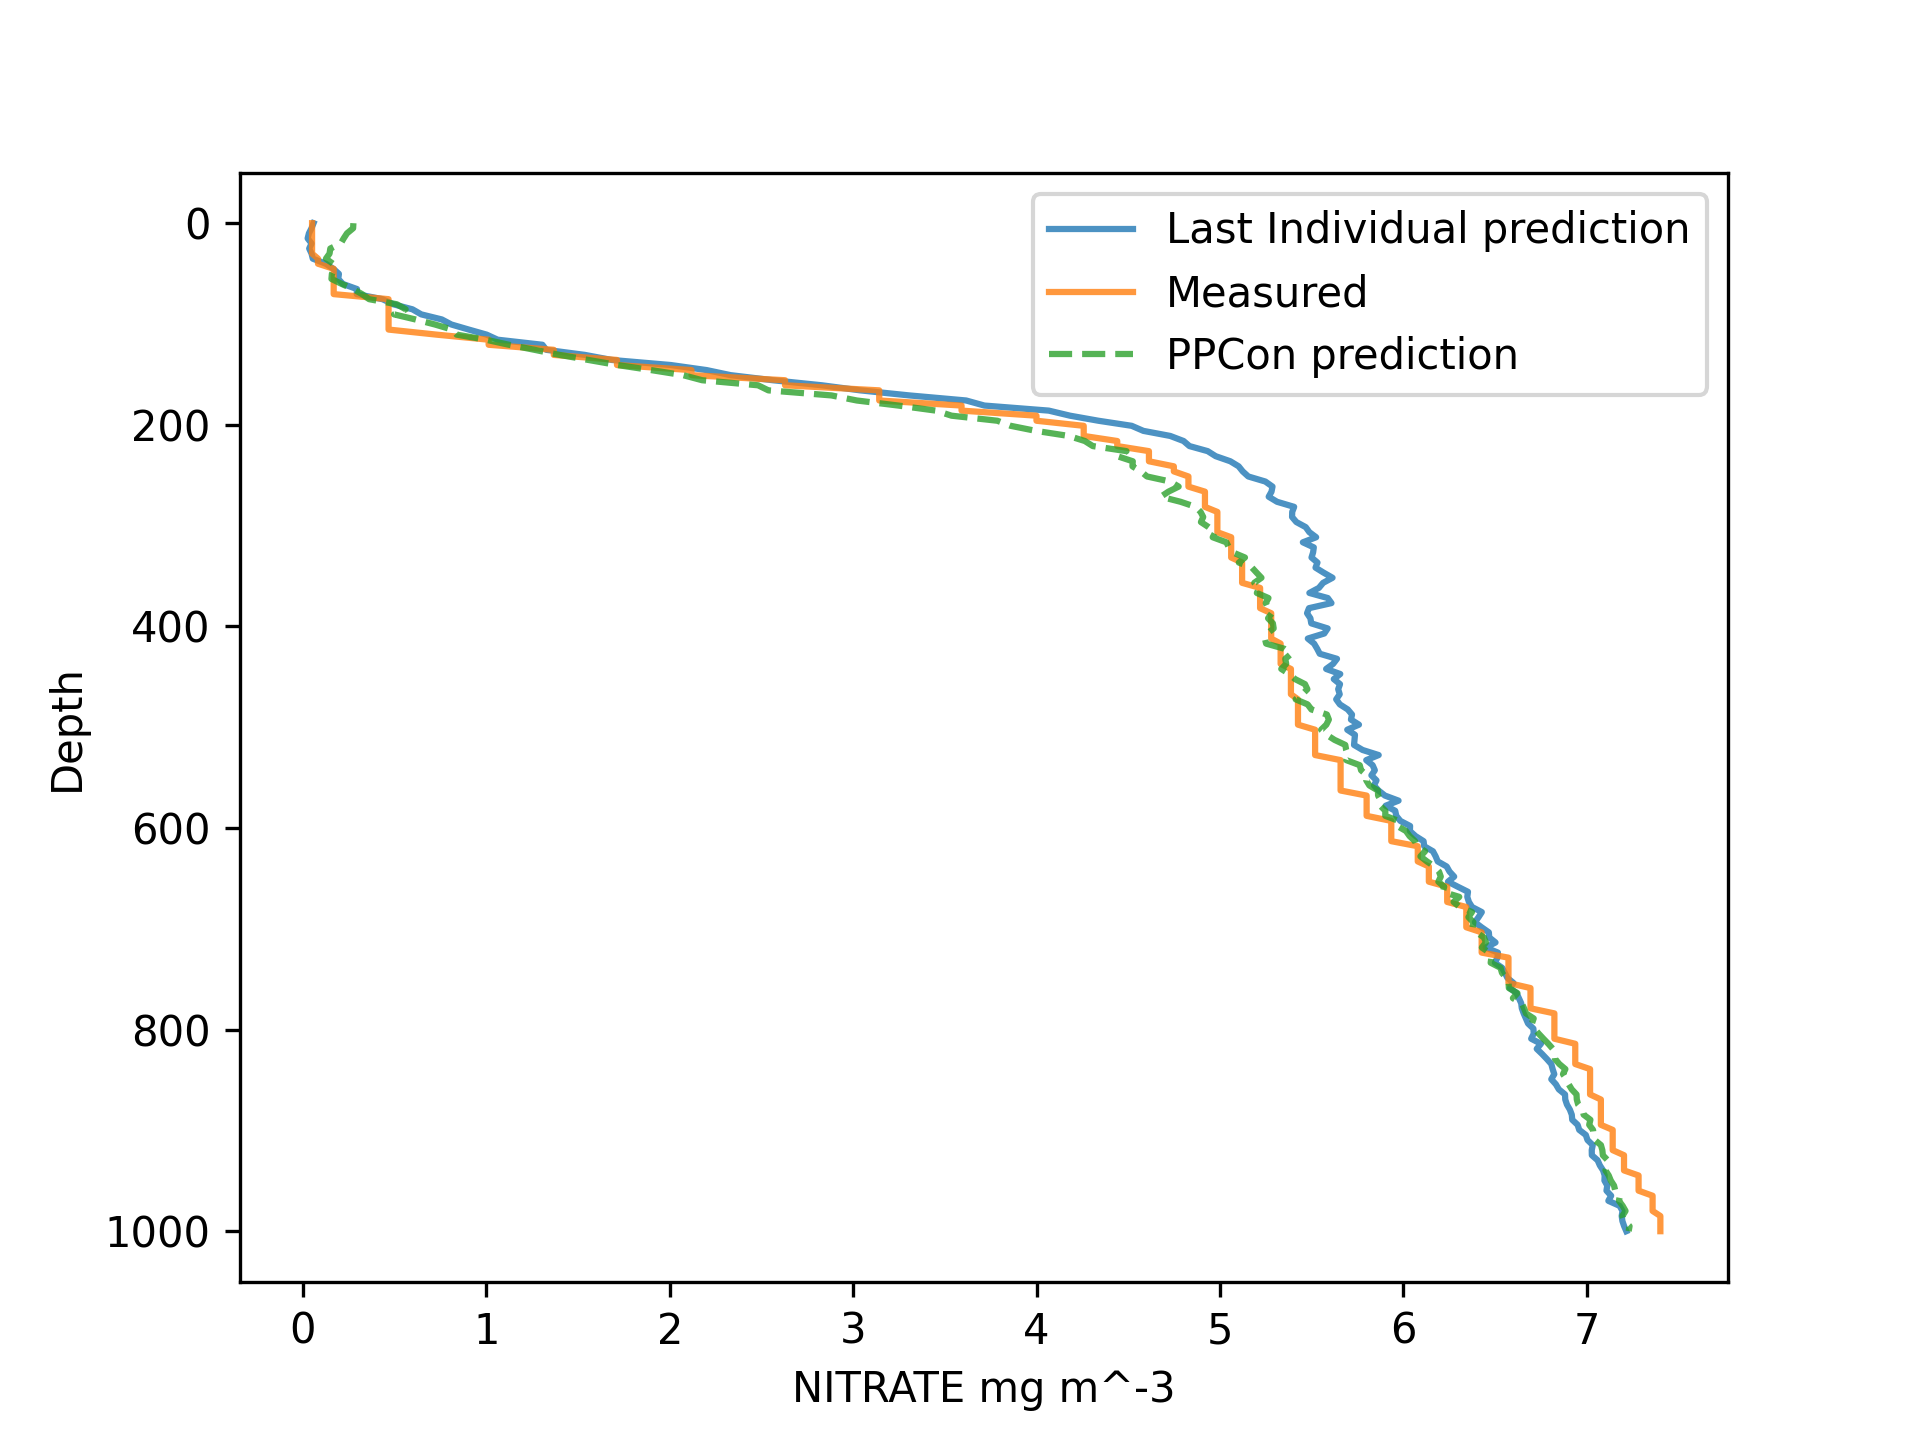 Last Individual prediction
Measured
PPCon prediction
0
200
400
600
800
1000
Depth
0 1 2 3 4 5 6 7
NITRATE mg m^-3